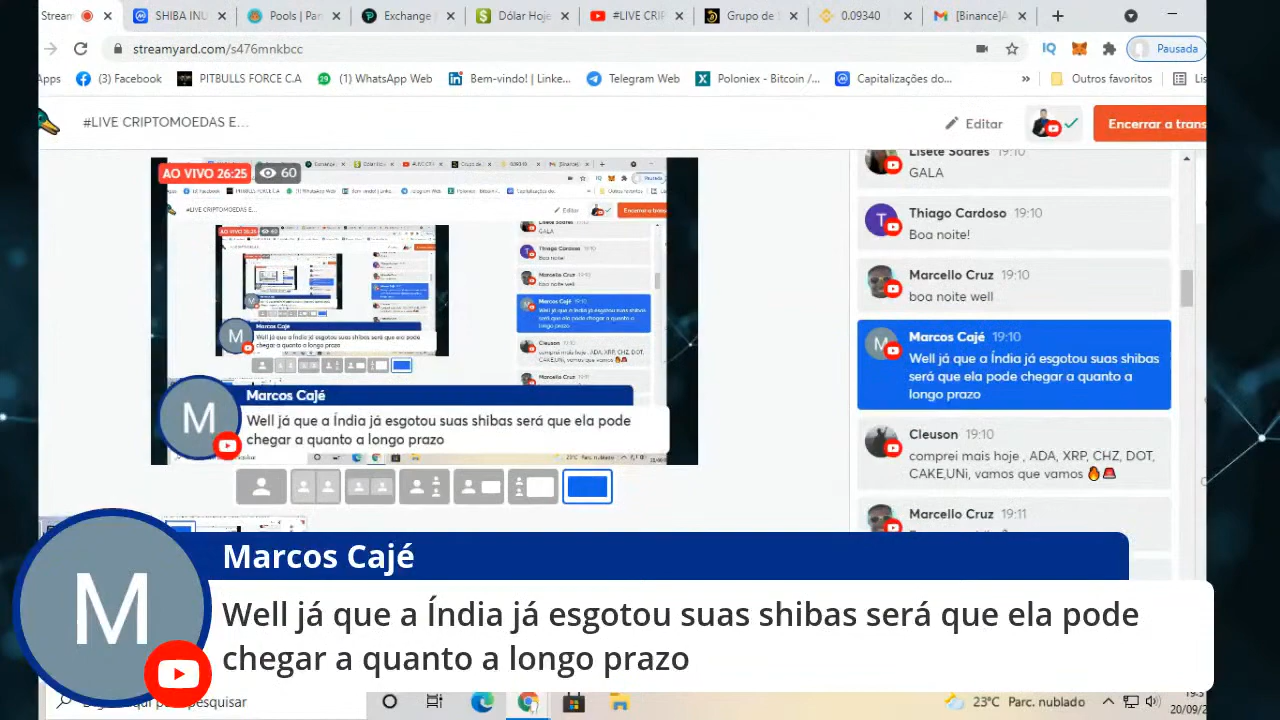 Stream
SHIBA INU
Pools | Pan
Exchange
Dólar Hoje
#LIVE CRIP
Grupo de S
0.09340
[Binance]A
streamyard.com/s476mnkbcc
Pausada
Apps
(3) Facebook
PITBULLS FORCE C.A
(1) WhatsApp Web
Bem-vindo! | Linke...
Telegram Web
Poloniex - Bitcoin /...
Capitalizações do...
»
Outros favoritos
Lis
#LIVE CRIPTOMOEDAS E...
Editar
Encerrar a trans
AO VIVO 26:25
60
Lisete Soares 19:10
GALA
Thiago Cardoso 19:10
Boa noite!
Marcello Cruz 19:10
boa noite well
Marcos Cajé 19:10
Well já que a Índia já esgotou suas shibas
será que ela pode chegar a quanto a
longo prazo
Cleuson 19:10
comprei mais hoje , ADA, XRP, CHZ, DOT,
CAKE,UNi, vamos que vamos 🔥🚨
Marcello Cruz 19:11
Marcos Cajé
Well já que a Índia já esgotou suas shibas será que ela pode
chegar a quanto a longo prazo
M
Marcos Cajé
Well já que a Índia já esgotou suas shibas será que ela pode
chegar a quanto a longo prazo
M
pesquisar
23°C Parc. nublado
20/09/2